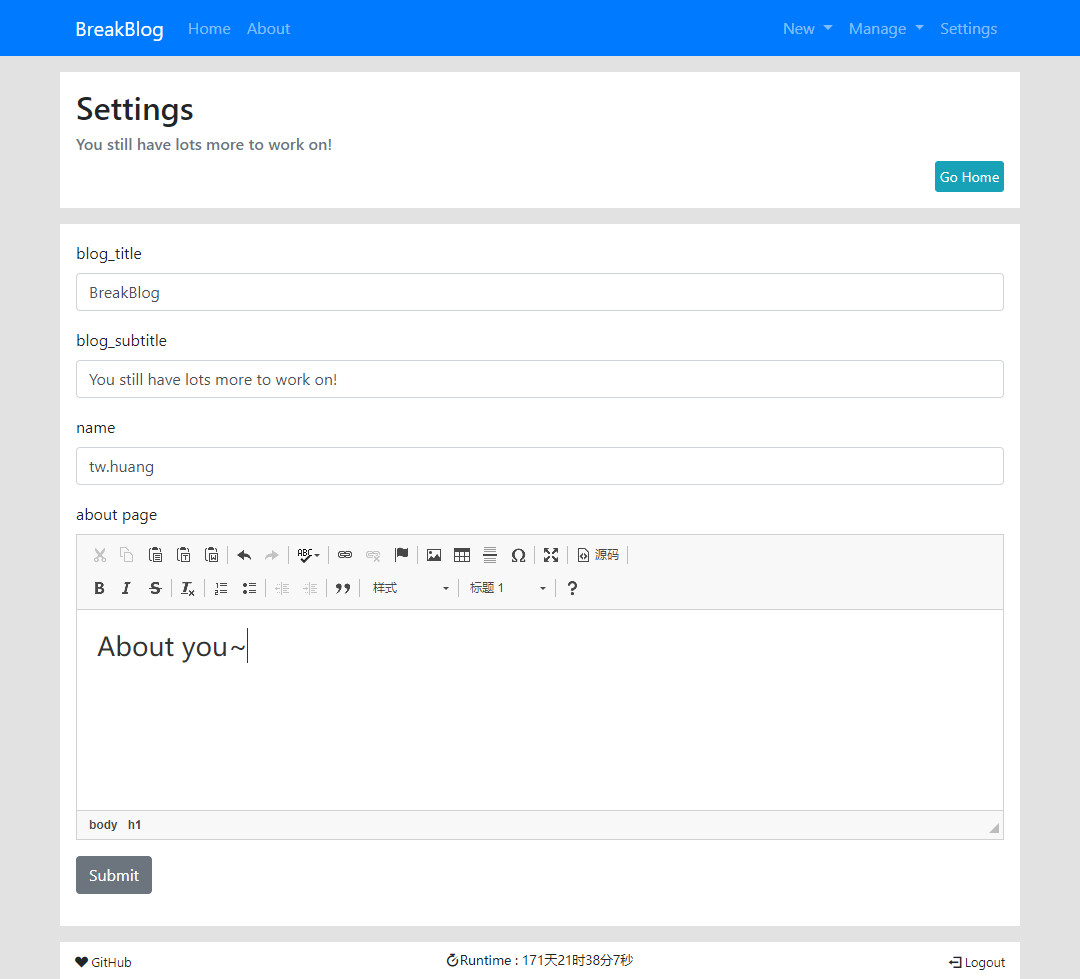 BreakBlog Home About New Manage Settings
Settings
You still have lots more to work on!
Go Home
blog_title
BreakBlog
blog_subtitle
You still have lots more to work on!
name
tw.huang
about page
ABC 源码
B I S Ix 样式 标题 1 ?
About you~
body h1
Submit
GitHub Runtime : 171天21时38分7秒 Logout